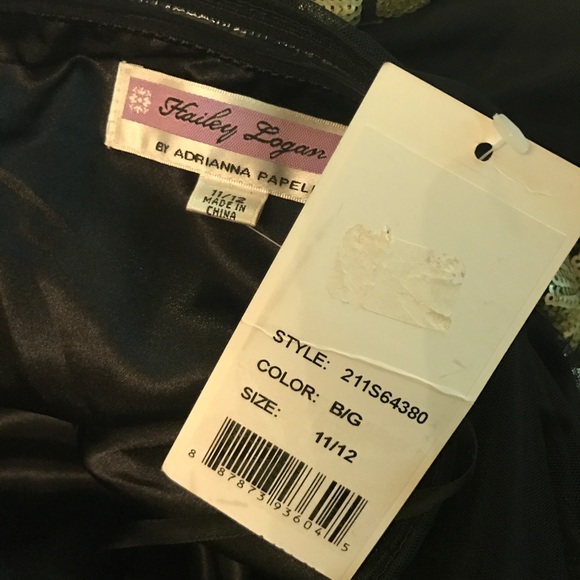 Hailey Logan
BY ADRIANNA PAPELL
11/12
MADE IN
CHINA
STYLE: 211S64380
COLOR: B/G
SIZE: 11/12
8 87873 93604 5